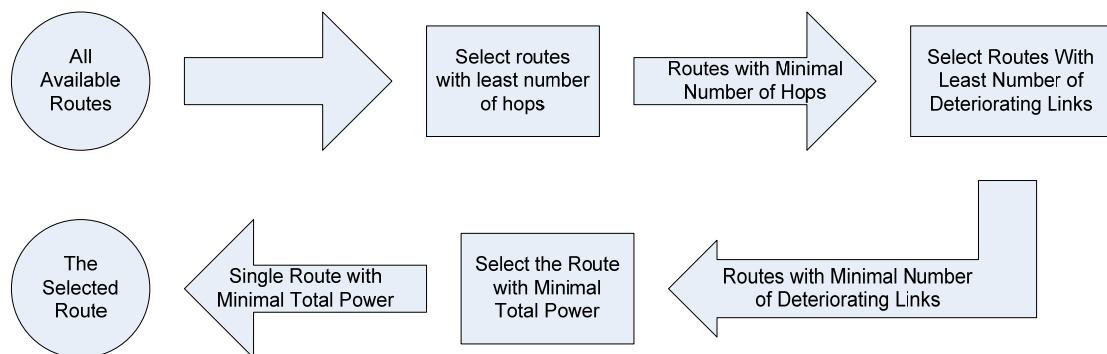 All
Available
Routes
Select routes
with least number
of hops
Routes with Minimal
Number of Hops
Select Routes With
Least Number of
Deteriorating Links
Routes with Minimal Number
of Deteriorating Links
Select the Route
with Minimal
Total Power
Single Route with
Minimal Total Power
The
Selected
Route